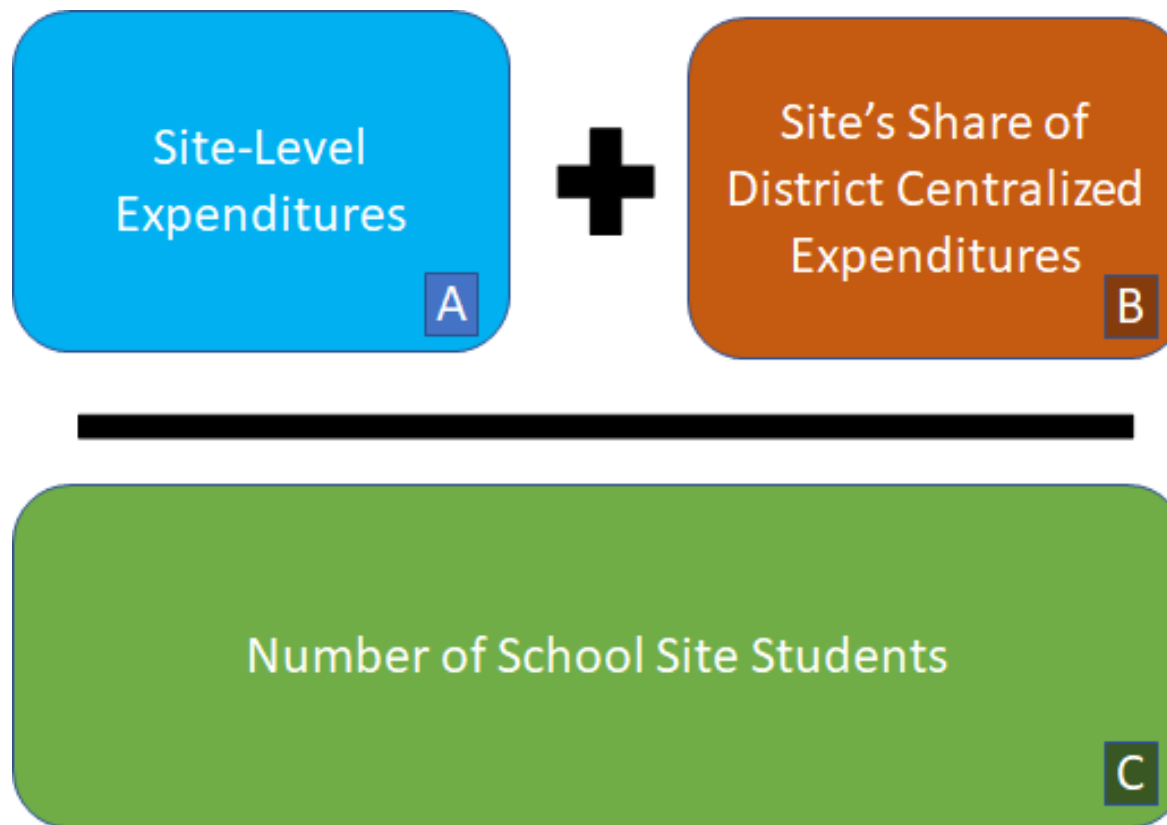 Site-Level
Expenditures
A
Site’s Share of
District Centralized
Expenditures
B
Number of School Site Students
C